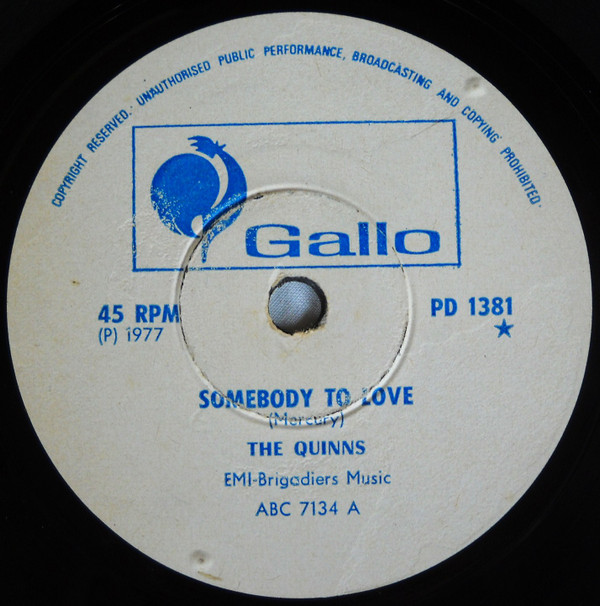 COPYRIGHT RESERVED. UNAUTHORISED PUBLIC PERFORMANCE, BROADCASTING AND COPYING PROHIBITED.
Gallo
45 RPM
(P) 1977
PD 1381
★
SOMEBODY TO LOVE
(Mercury)
THE QUINNS
EMI-Brigadiers Music
ABC 7134 A